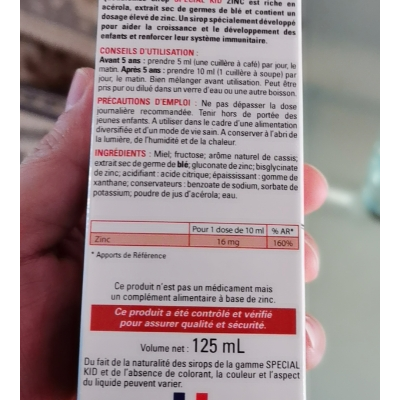 sirop SPECIAL KID ZINC est riche en
acérola, extrait sec de germes de blé et contient un
dosage élevé de zinc. Un sirop spécialement développé
pour aider la croissance et le développement des
enfants et renforcer leur système immunitaire.
CONSEILS D'UTILISATION :
Avant 5 ans : prendre 5 ml (une cuillère à café) par jour, le
matin. Après 5 ans : prendre 10 ml (1 cuillère à soupe) par
jour, le matin. Bien mélanger avant utilisation. Peut être
pris pur ou dilué dans un verre d'eau ou une autre boisson.
PRÉCAUTIONS D'EMPLOI : Ne pas dépasser la dose
journalière recommandée. Tenir hors de portée des
jeunes enfants. A utiliser dans le cadre d'une alimentation
diversifiée et d'un mode de vie sain. A conserver à l'abri de
la lumière, de l'humidité et de la chaleur.
INGRÉDIENTS : Miel; fructose; arôme naturel de cassis;
extrait sec de germe de blé; gluconate de zinc; bisglycinate
de zinc; acidifiant : acide citrique; épaississant : gomme de
xanthane; conservateurs : benzoate de sodium, sorbate de
potassium; poudre de jus d'acérola; eau.
Pour 1 dose de 10 ml % AR*
Zinc 16 mg 160%
* Apports de Référence
Ce produit n'est pas un médicament mais
un complément alimentaire à base de zinc.
Ce produit a été contrôlé et vérifié
pour assurer qualité et sécurité.
Volume net : 125 mL
Du fait de la naturalité des sirops de la gamme SPECIAL
KID et de l'absence de colorant, la couleur et l'aspect
du liquide peuvent varier.